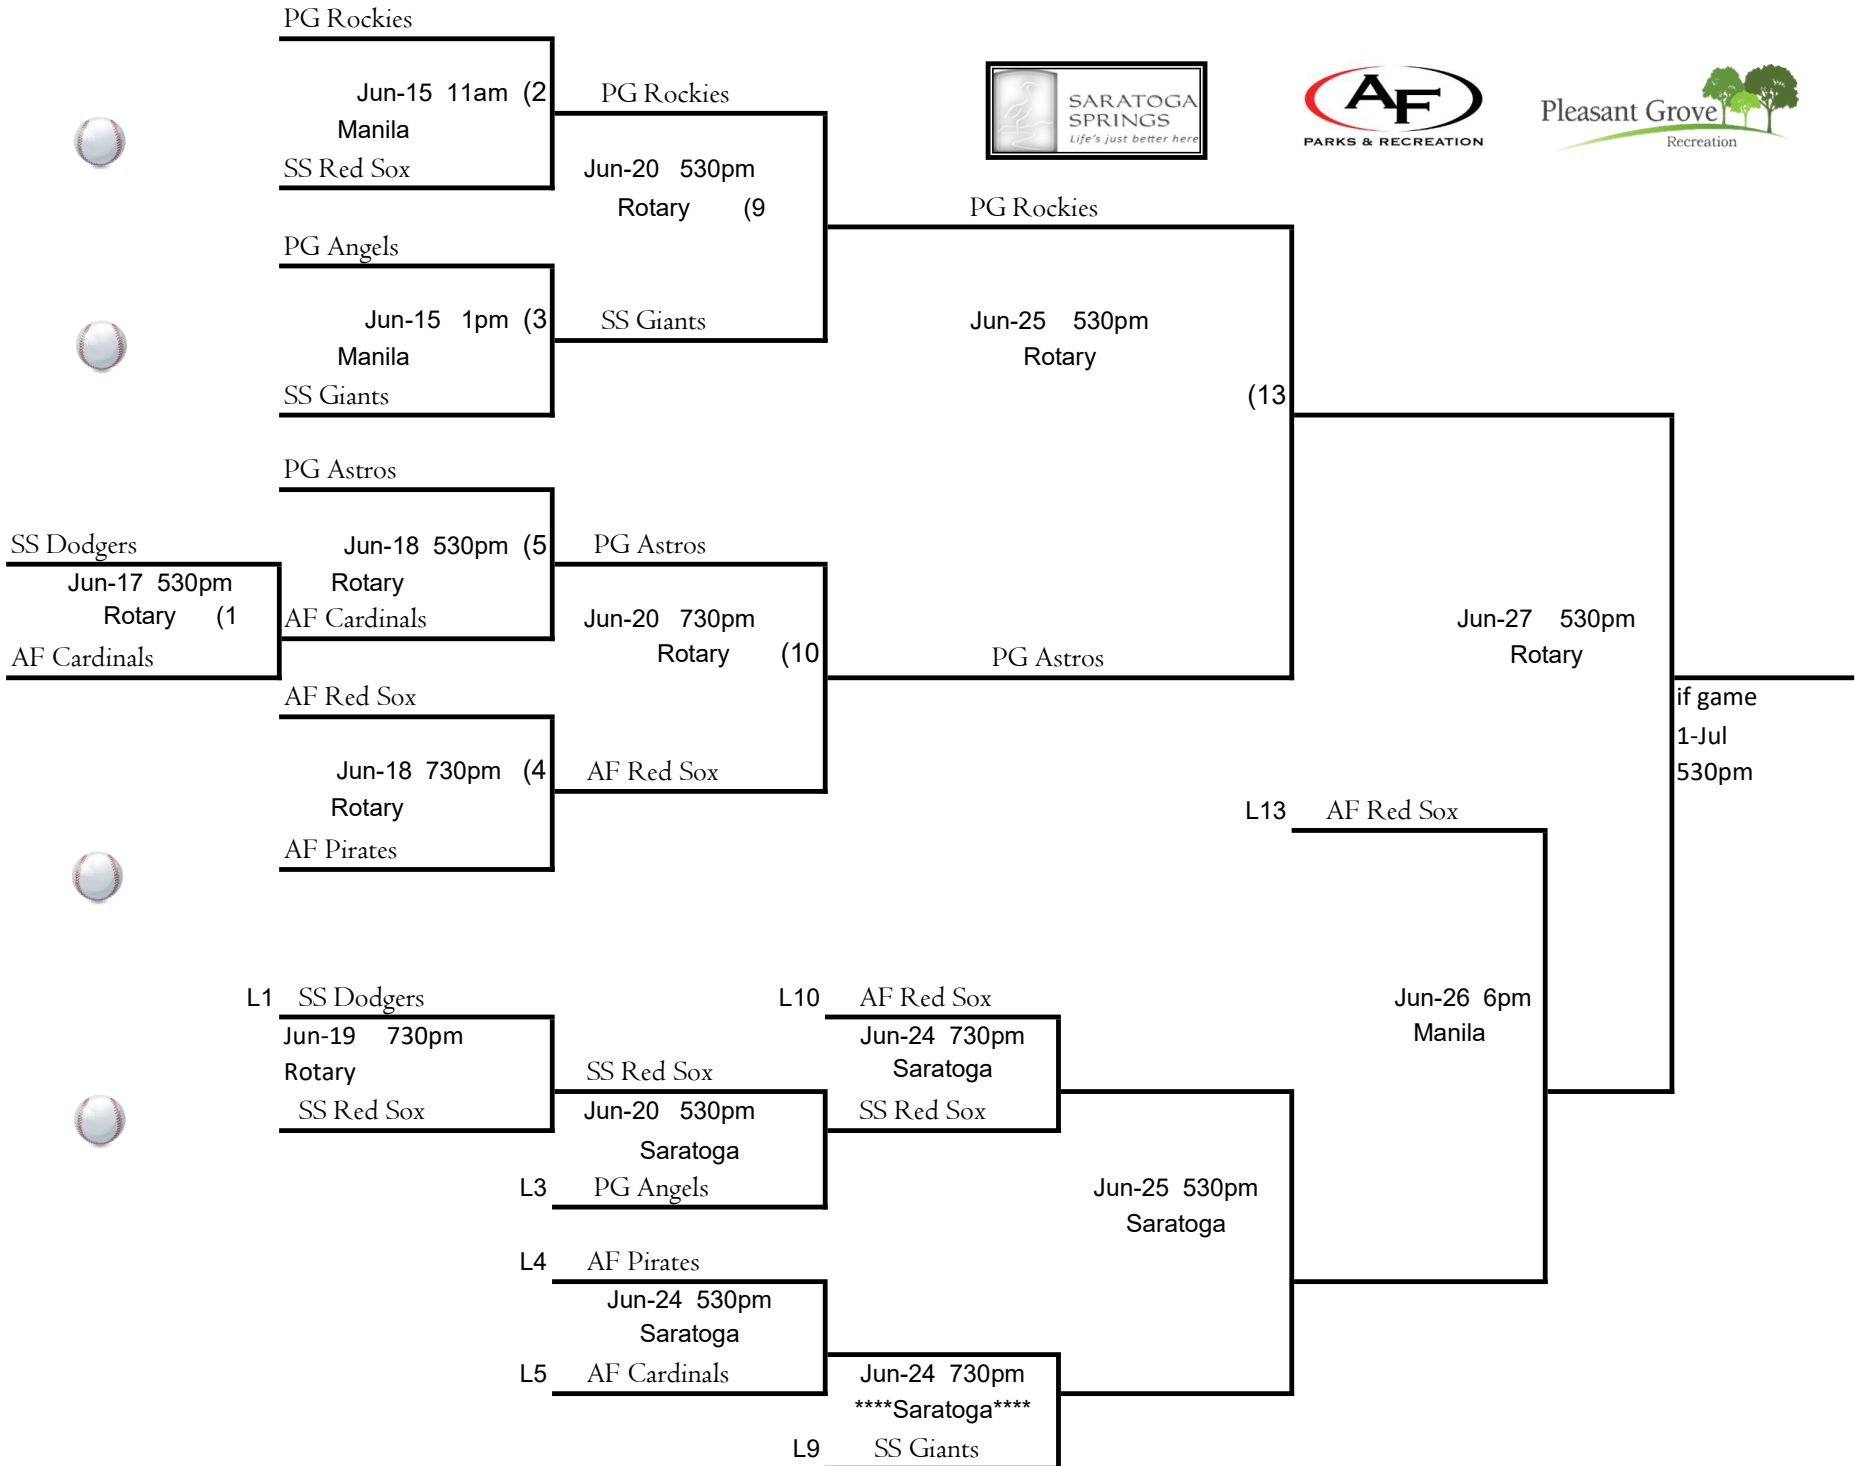 PG Rockies
Jun-15 11am (2
Manila
SS Red Sox
PG Rockies
Jun-20 530pm
Rotary (9
SARATOGA
SPRINGS
Life's just better here
AF
PARKS & RECREATION
Pleasant Grove
Recreation
PG Angels
Jun-15 1pm (3
Manila
SS Giants
SS Giants
PG Rockies
Jun-25 530pm
Rotary
(13
PG Astros
SS Dodgers
Jun-17 530pm
Rotary (1
AF Cardinals
Jun-18 530pm (5
Rotary
AF Cardinals
PG Astros
Jun-20 730pm
Rotary (10
PG Astros
Jun-27 530pm
Rotary
AF Red Sox
Jun-18 730pm (4
Rotary
AF Pirates
AF Red Sox
if game
1-Jul
530pm
L13 AF Red Sox
L1 SS Dodgers
Jun-19 730pm
Rotary
SS Red Sox
SS Red Sox
Jun-20 530pm
Saratoga
L3 PG Angels
L10 AF Red Sox
Jun-24 730pm
Saratoga
SS Red Sox
Jun-26 6pm
Manila
Jun-25 530pm
Saratoga
L4 AF Pirates
Jun-24 530pm
Saratoga
L5 AF Cardinals
Jun-24 730pm
****Saratoga****
L9 SS Giants